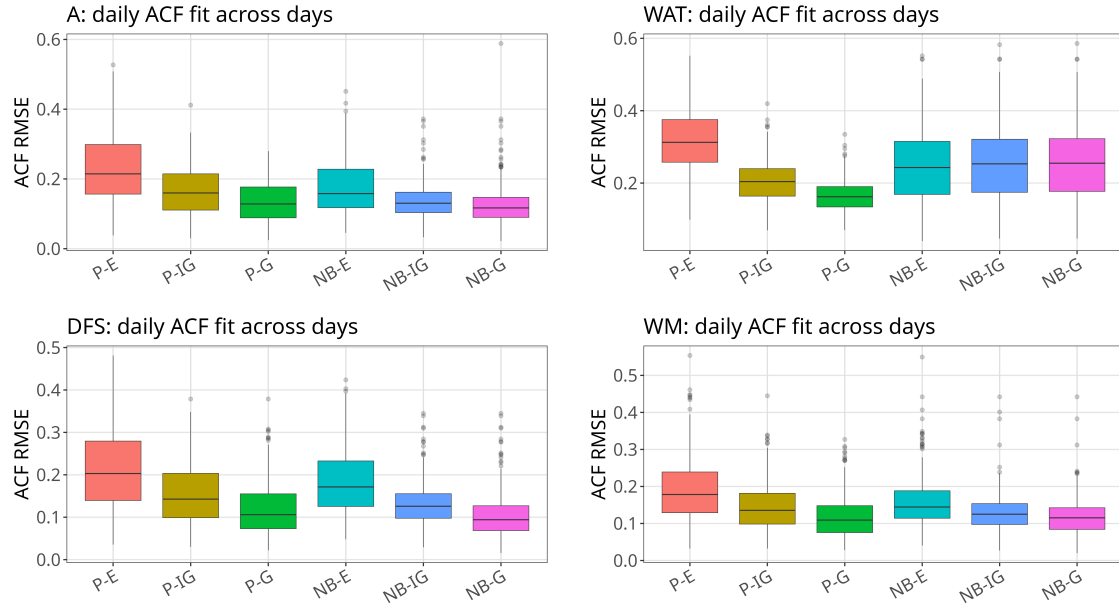 A: daily ACF fit across days
ACF RMSE
0.6
0.4
0.2
0.0
P-E
P-IG
P-G
NB-E
NB-IG
NB-G
WAT: daily ACF fit across days
ACF RMSE
0.6
0.4
0.2
P-E
P-IG
P-G
NB-E
NB-IG
NB-G
DFS: daily ACF fit across days
ACF RMSE
0.5
0.4
0.3
0.2
0.1
0.0
P-E
P-IG
P-G
NB-E
NB-IG
NB-G
WM: daily ACF fit across days
ACF RMSE
0.5
0.4
0.3
0.2
0.1
0.0
P-E
P-IG
P-G
NB-E
NB-IG
NB-G